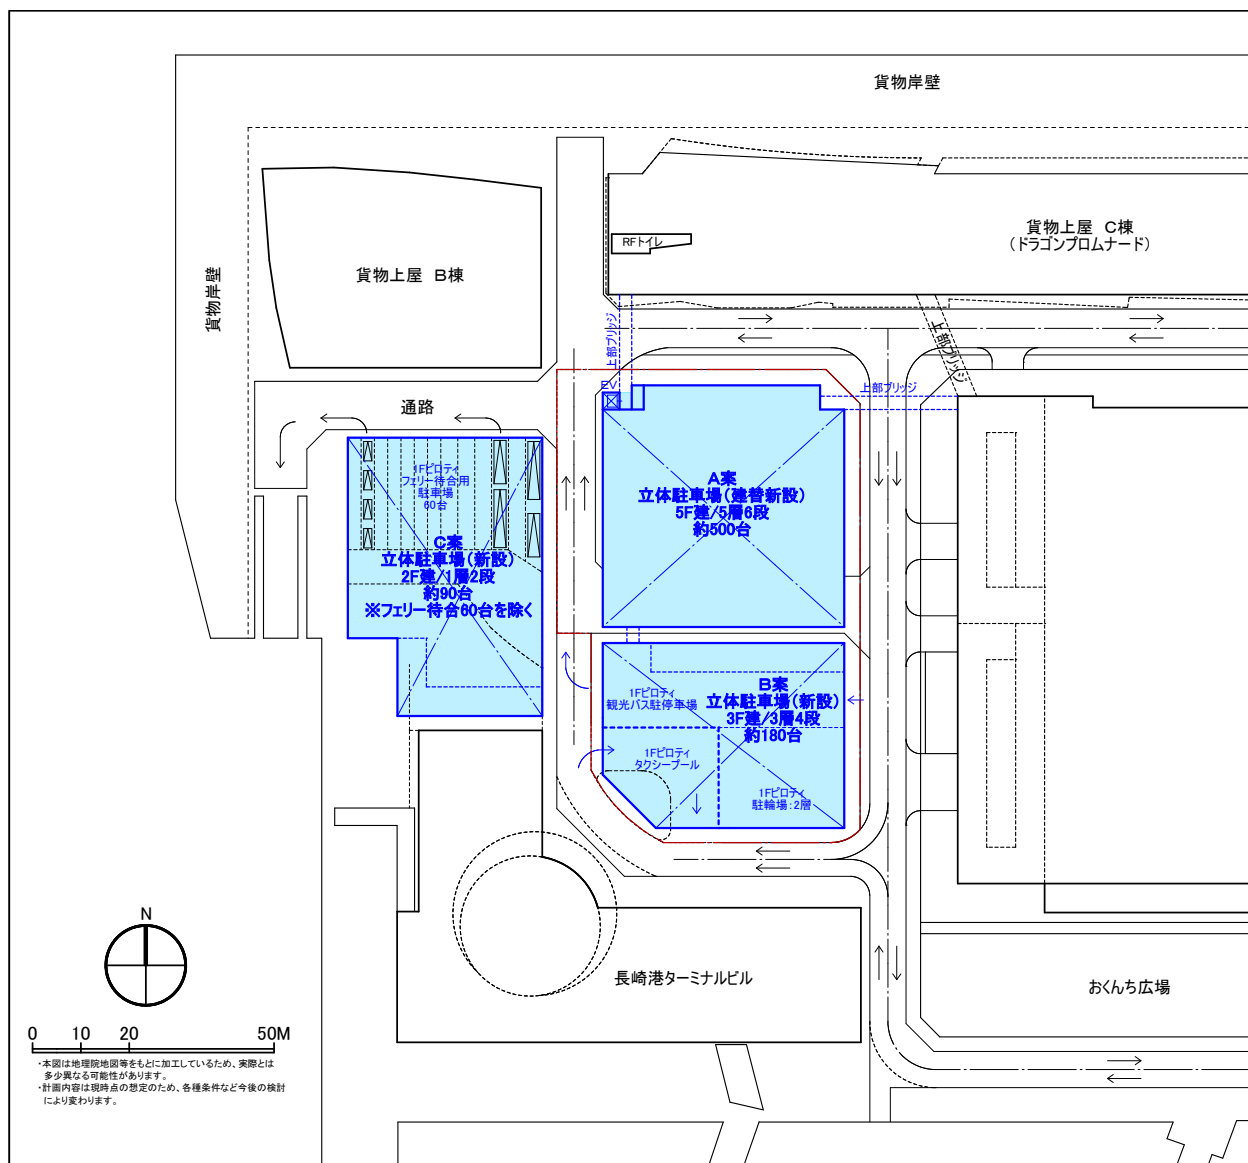 貨物岸壁
貨物上屋 C棟
(ドラゴンプロムナード)
RFトイレ
貨物上屋 B棟
貨物岸壁
上部ブリッジ
上部ブリッジ
EV
上部ブリッジ
通路
1Fピロティ
フェリー待合用
駐車場
60台
A案
立体駐車場(建替新設)
5F建/5層6段
約500台
C案
立体駐車場(新設)
2F建/1層2段
約90台
※フェリー待合60台を除く
1Fピロティ
観光バス駐停車場
B案
立体駐車場(新設)
3F建/3層4段
約180台
1Fピロティ
タクシープール
1Fピロティ
駐輪場:2層
N
長崎港ターミナルビル
おくんち広場
0 10 20 50M
・本図は地理院地図等をもとに加工しているため、実際とは
多少異なる可能性があります。
・計画内容は現時点の想定のため、各種条件など今後の検討
により変わります。